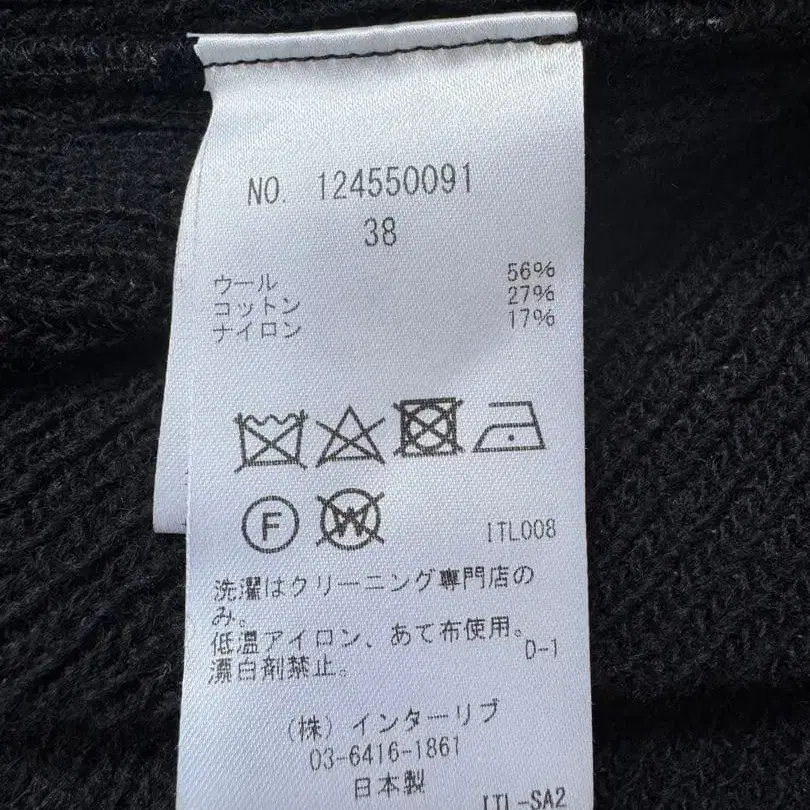 NO. 124550091
38
ウール 56%
コットン 27%
ナイロン 17%
F W
ITL008
洗濯はクリーニング専門店の
み。
低温アイロン、あて布使用。
漂白剤禁止。 D-1
(株) インターリブ
03-6416-1861
日本製
ITL-SA2